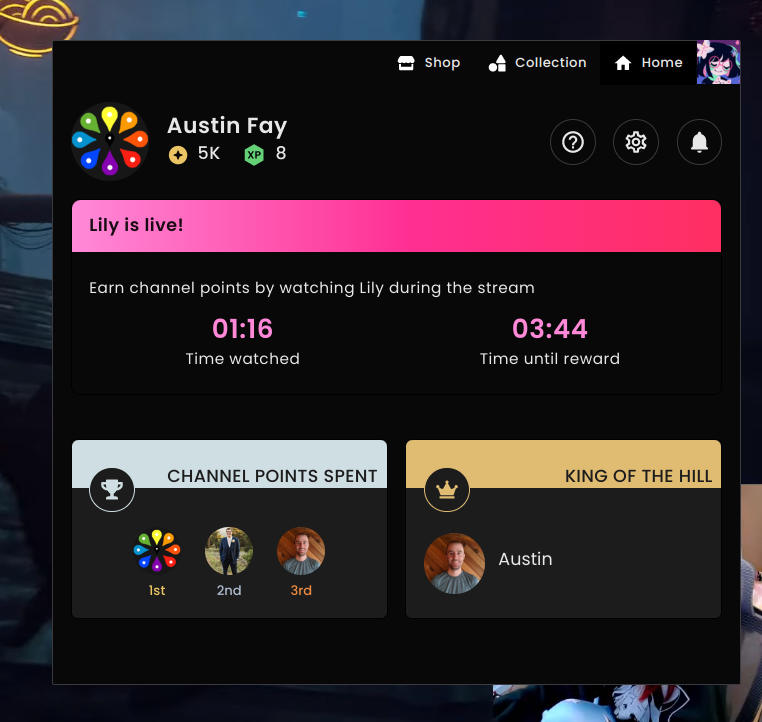 Shop
Collection
Home
Austin Fay
5K
XP
8
Lily is live!
Earn channel points by watching Lily during the stream
01:16
03:44
Time watched
Time until reward
CHANNEL POINTS SPENT
KING OF THE HILL
Austin
1st
2nd
3rd